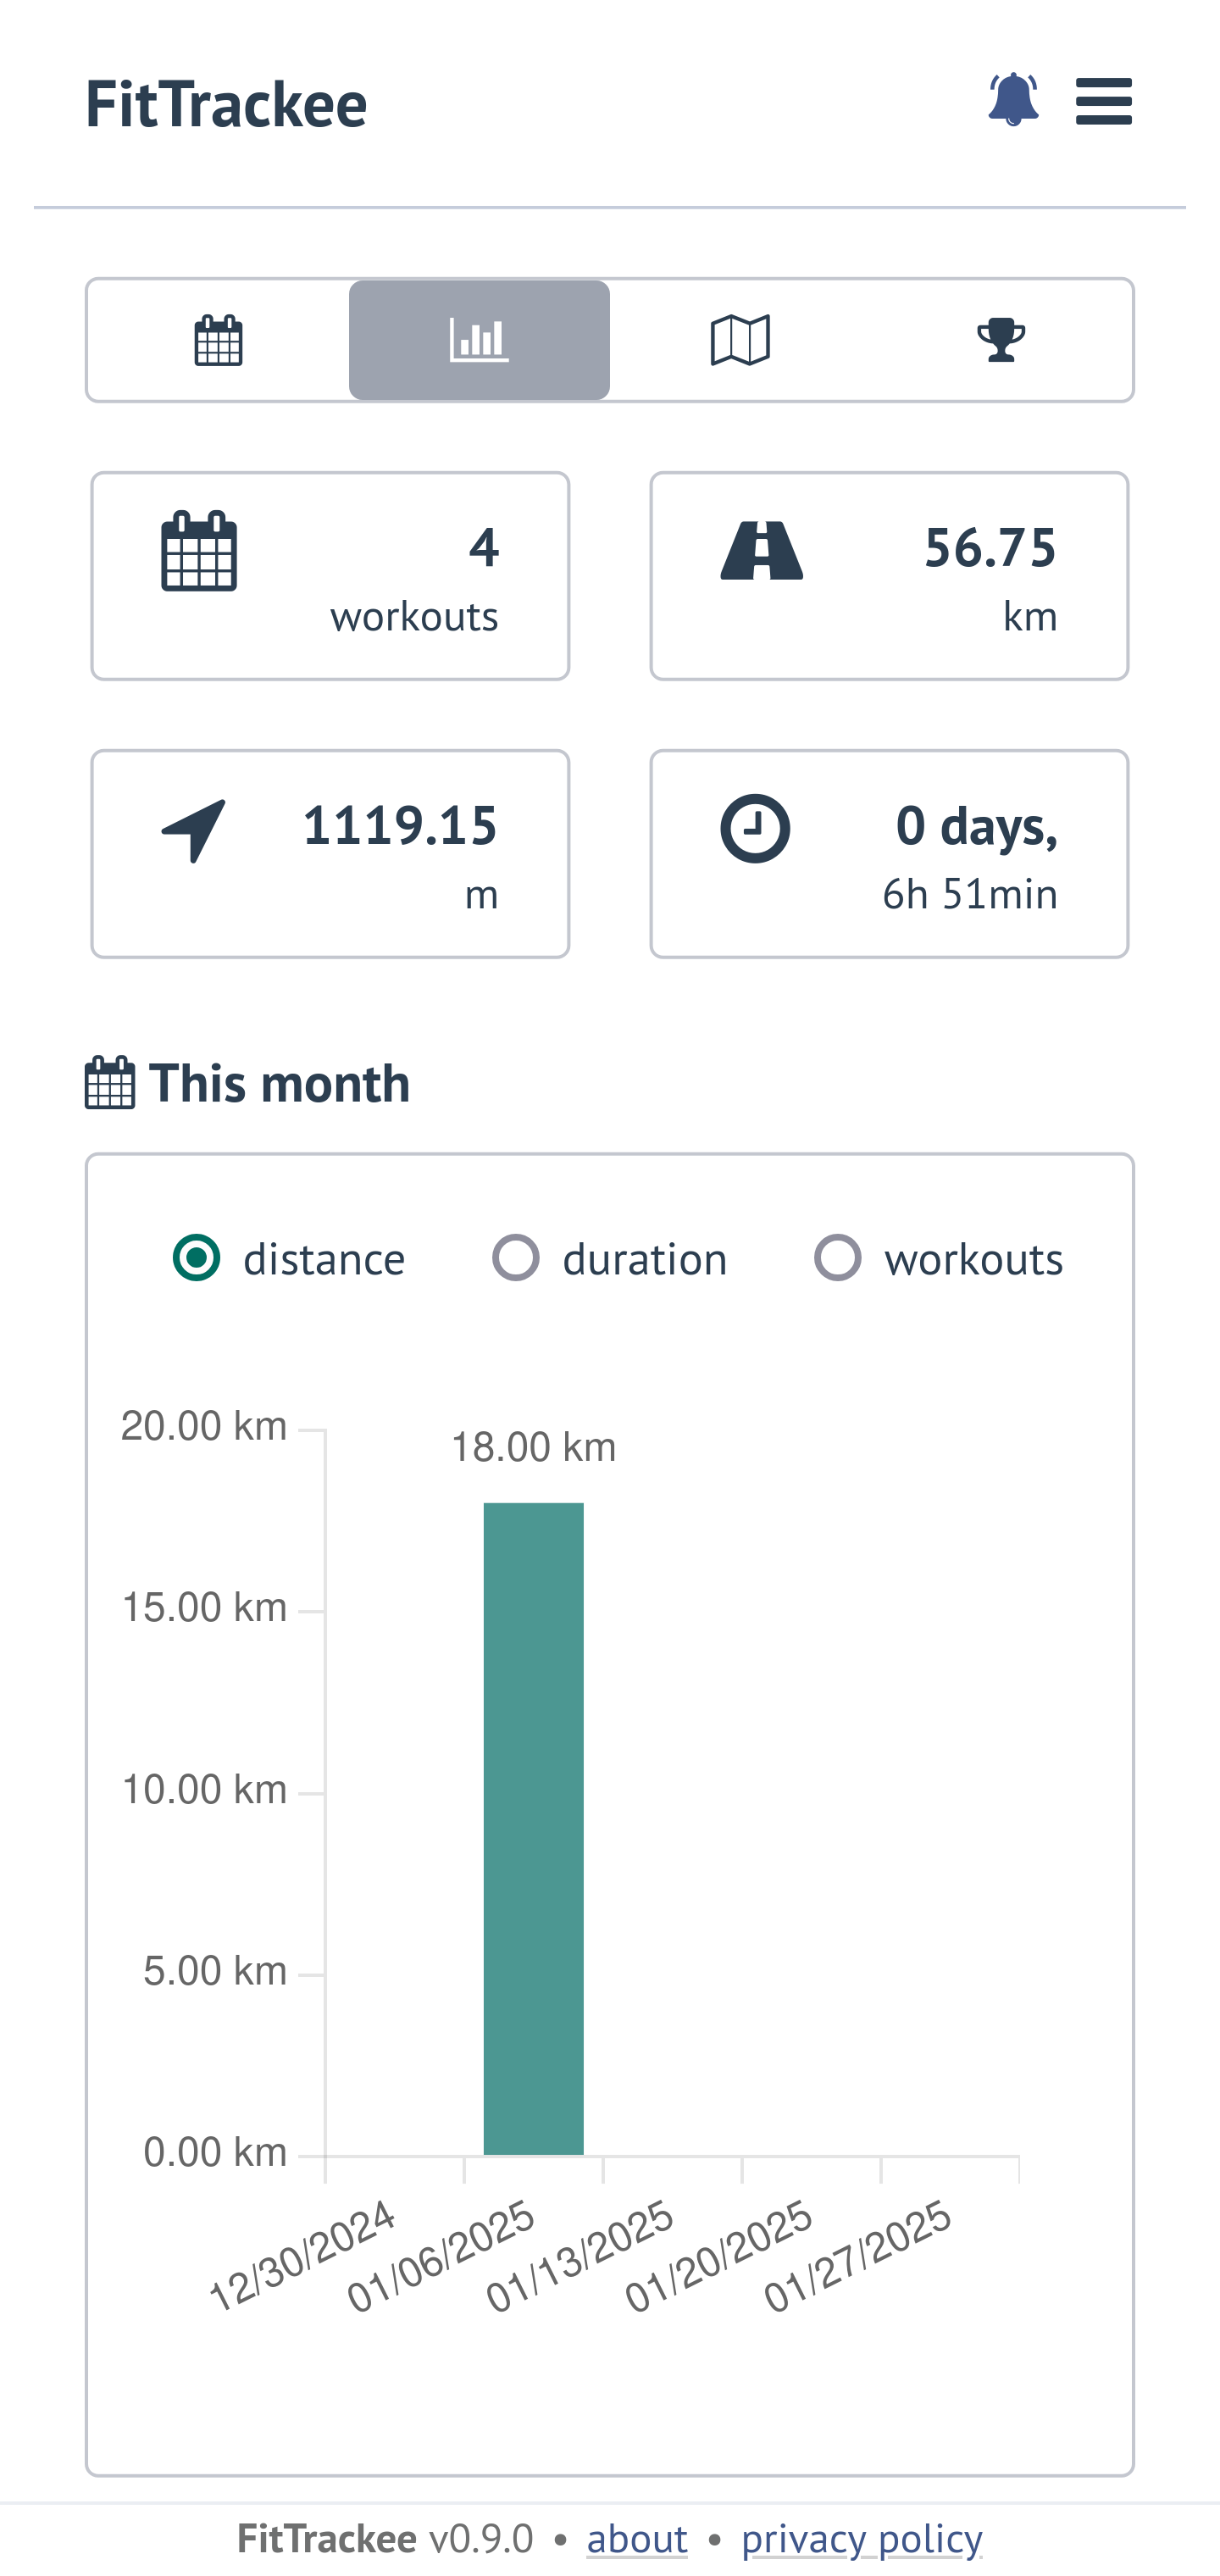 FitTrackee
4
workouts
56.75
km
1119.15
m
0 days,
6h 51min
This month
distance duration workouts
20.00 km
18.00 km
15.00 km
10.00 km
5.00 km
0.00 km
12/30/2024 01/06/2025 01/13/2025 01/20/2025 01/27/2025
FitTrackee v0.9.0 • about • privacy policy